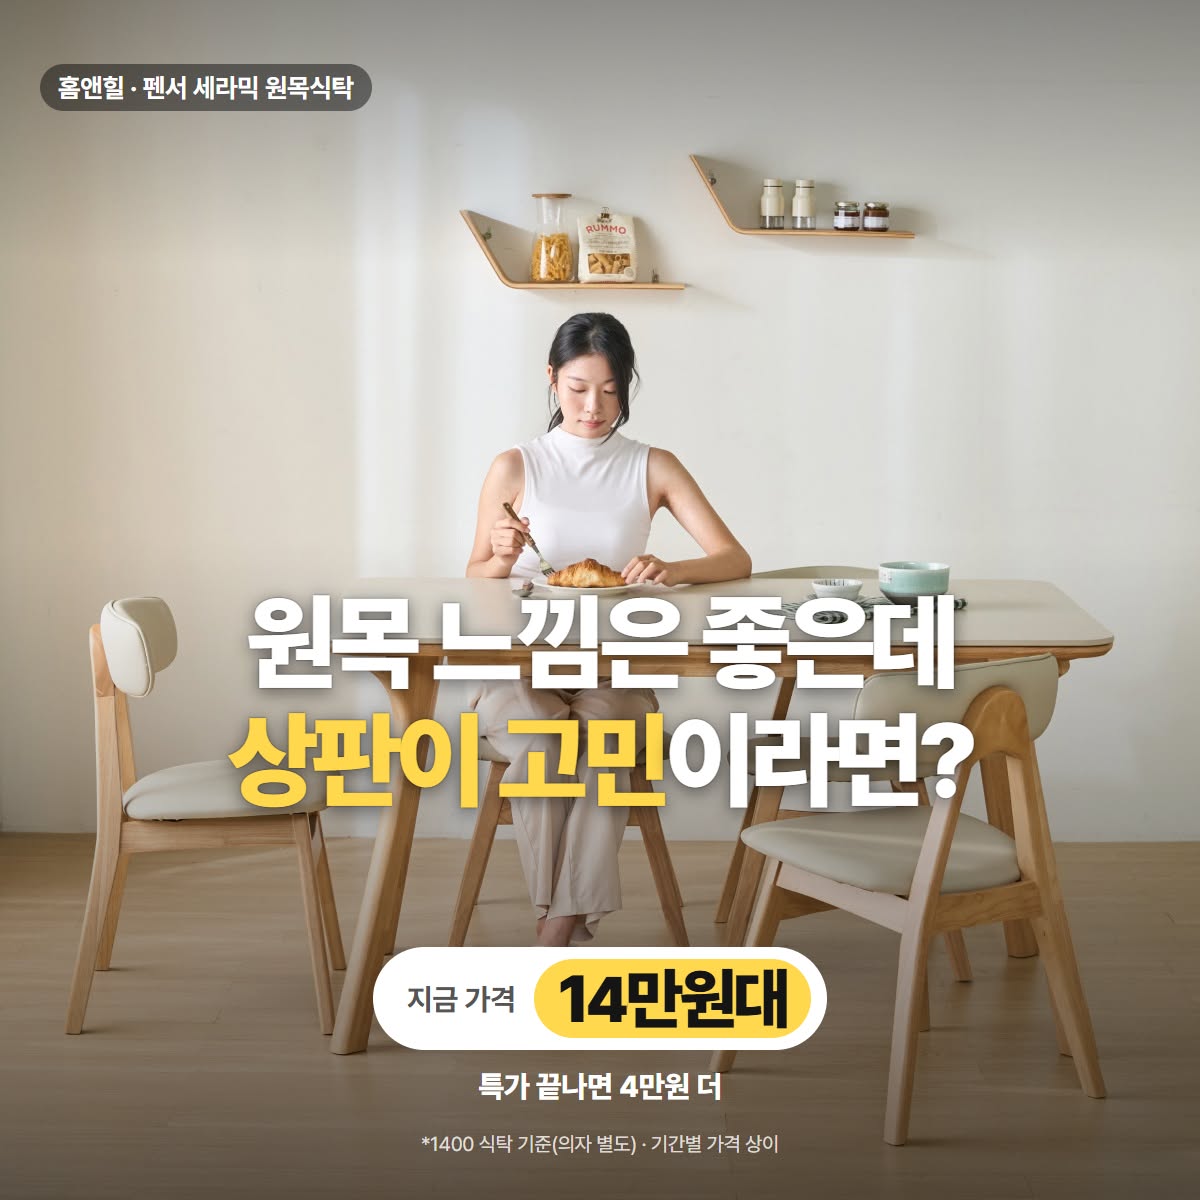 홈앤힐 · 펜서 세라믹 원목식탁
RUMMO
원목 느낌은 좋은데
상판이 고민이라면?
지금 가격 14만원대
특가 끝나면 4만원 더
*1400 식탁 기준(의자 별도) · 기간별 가격 상이